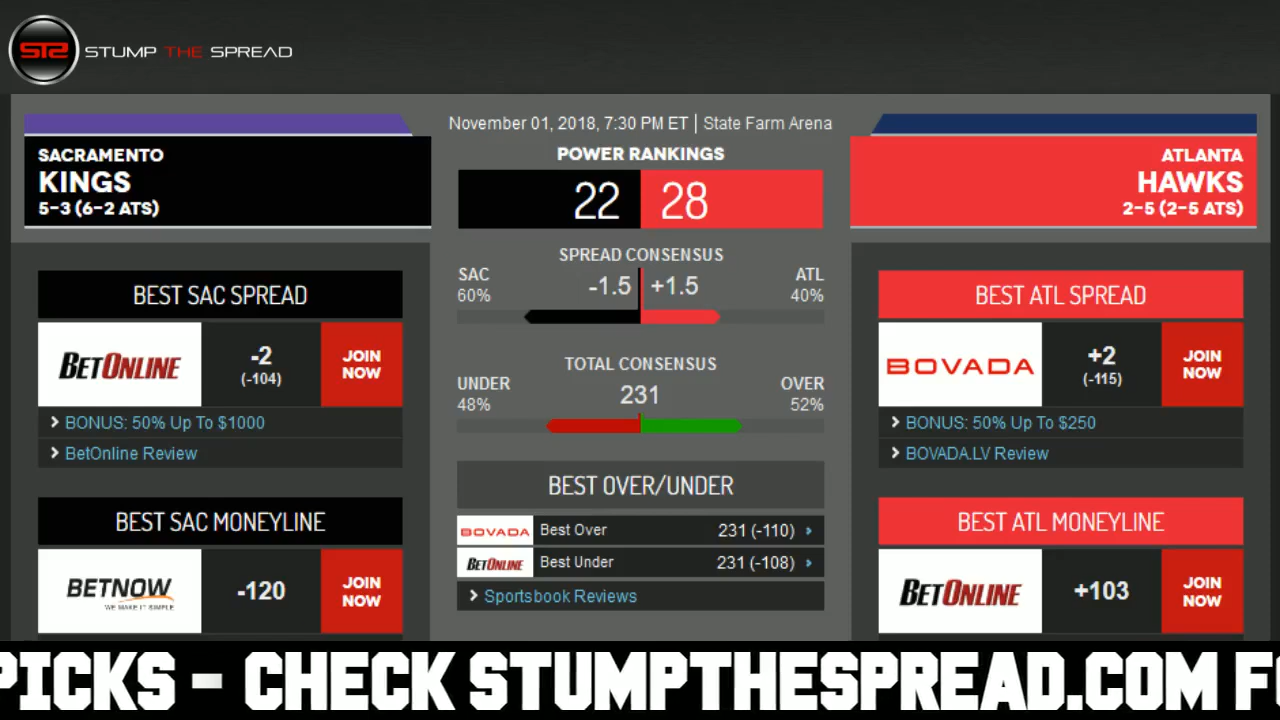 STS STUMP THE SPREAD
November 01, 2018, 7:30 PM ET | State Farm Arena
SACRAMENTO
KINGS
5-3 (6-2 ATS)
POWER RANKINGS
22 28
ATLANTA
HAWKS
2-5 (2-5 ATS)
BEST SAC SPREAD
BETONLINE
-2
(-104)
JOIN
NOW
BONUS: 50% Up To $1000
BetOnline Review
BEST SAC MONEYLINE
BETNOW
WE MAKE IT SIMPLE
-120
JOIN
NOW
SPREAD CONSENSUS
SAC
60%
-1.5 +1.5
ATL
40%
TOTAL CONSENSUS
UNDER
48%
231
OVER
52%
BEST OVER/UNDER
BOVADA Best Over 231 (-110)
BETONLINE Best Under 231 (-108)
Sportsbook Reviews
BEST ATL SPREAD
BOVADA
+2
(-115)
JOIN
NOW
BONUS: 50% Up To $250
BOVADA.LV Review
BEST ATL MONEYLINE
BETONLINE
+103
JOIN
NOW
PICKS - CHECK STUMPTHESPREAD.COM F